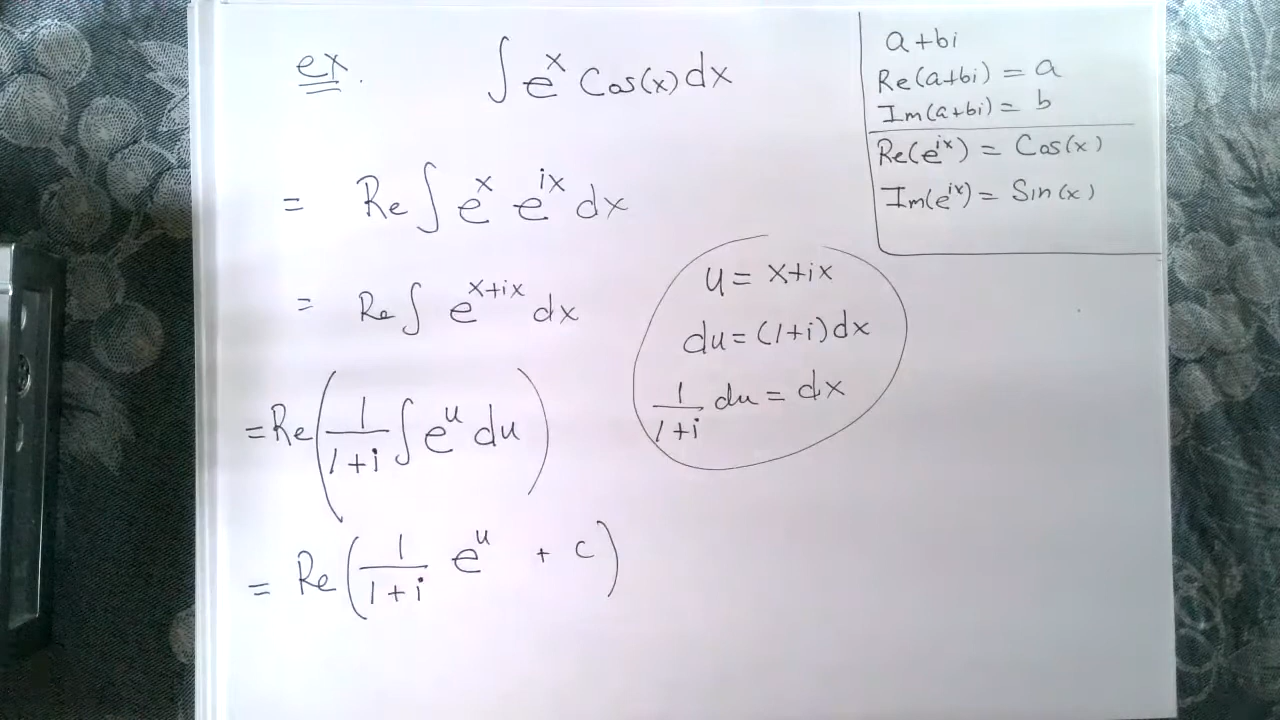 ex. ∫ e^x Cos(x) dx
= Re ∫ e^x e^{ix} dx
= Re ∫ e^{x+ix} dx
= Re( 1/(1+i) ∫ e^u du )
= Re( 1/(1+i) e^u + c )
u = x+ix
du = (1+i) dx
1/(1+i) du = dx
a+bi
Re(a+bi) = a
Im(a+bi) = b
Re(e^{ix}) = Cos(x)
Im(e^{ix}) = Sin(x)